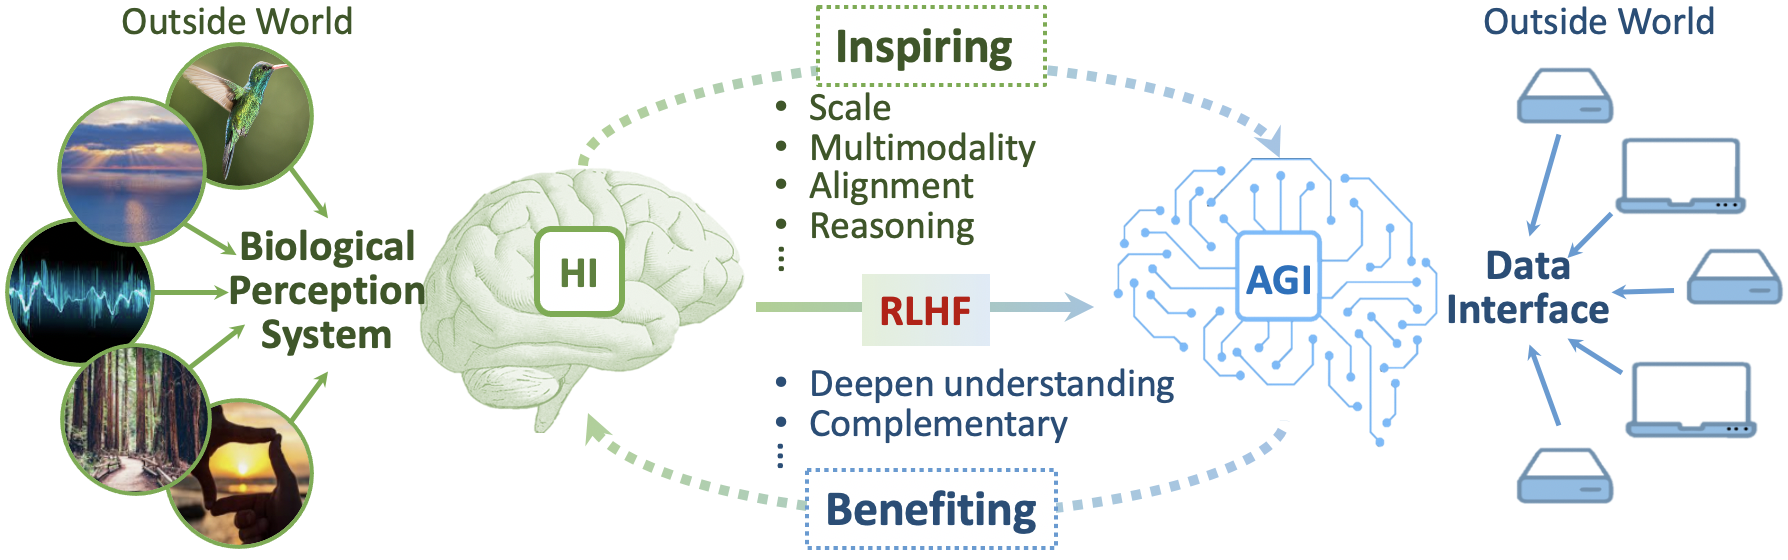 Outside World
Biological
Perception
System
HI
Inspiring
• Scale
• Multimodality
• Alignment
• Reasoning
⋮
RLHF
• Deepen understanding
• Complementary
⋮
Benefiting
AGI
Outside World
Data
Interface